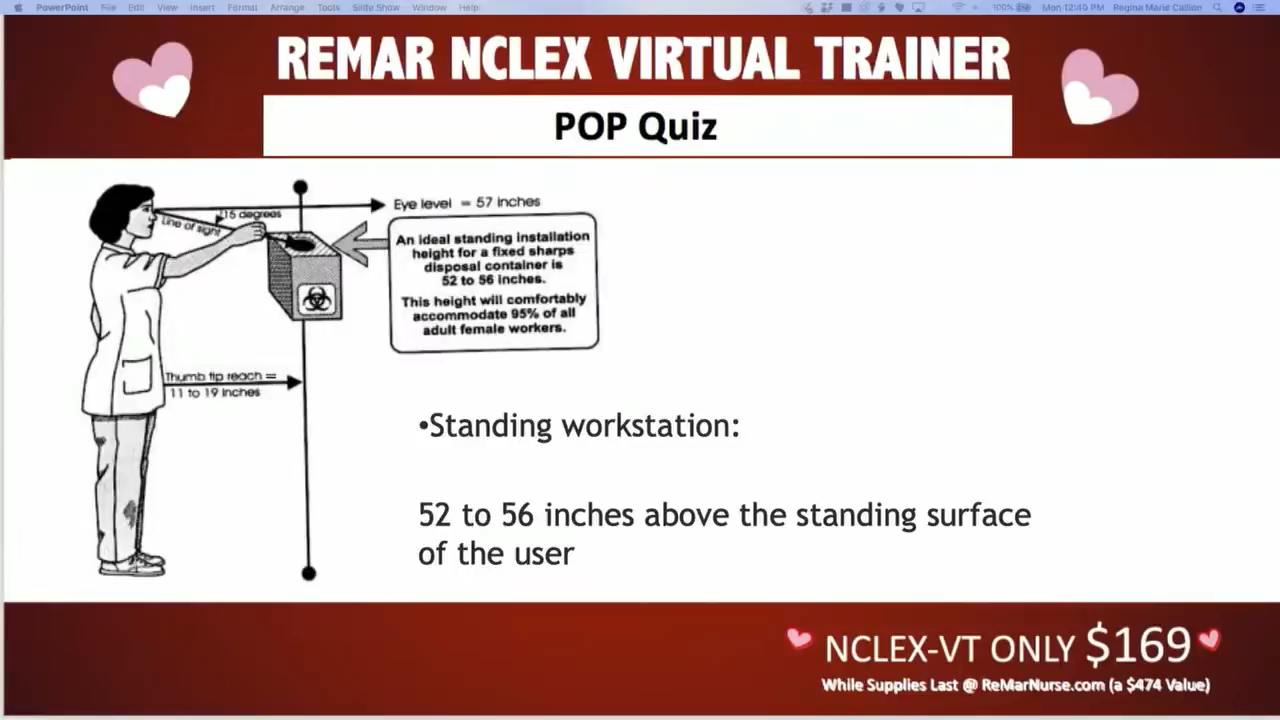 PowerPoint File Edit View Insert Format Arrange Tools Slide Show Window Help 100% Mon 12:40 PM Regina Marie Callion
REMAR NCLEX VIRTUAL TRAINER
POP Quiz
Eye level = 57 inches
15 degrees
Line of sight
An ideal standing installation
height for a fixed sharps
disposal container is
52 to 56 inches.
This height will comfortably
accommodate 95% of all
adult female workers.
Thumb tip reach =
11 to 19 inches
•Standing workstation:
52 to 56 inches above the standing surface
of the user
NCLEX-VT ONLY $169
While Supplies Last @ ReMarNurse.com (a $474 Value)